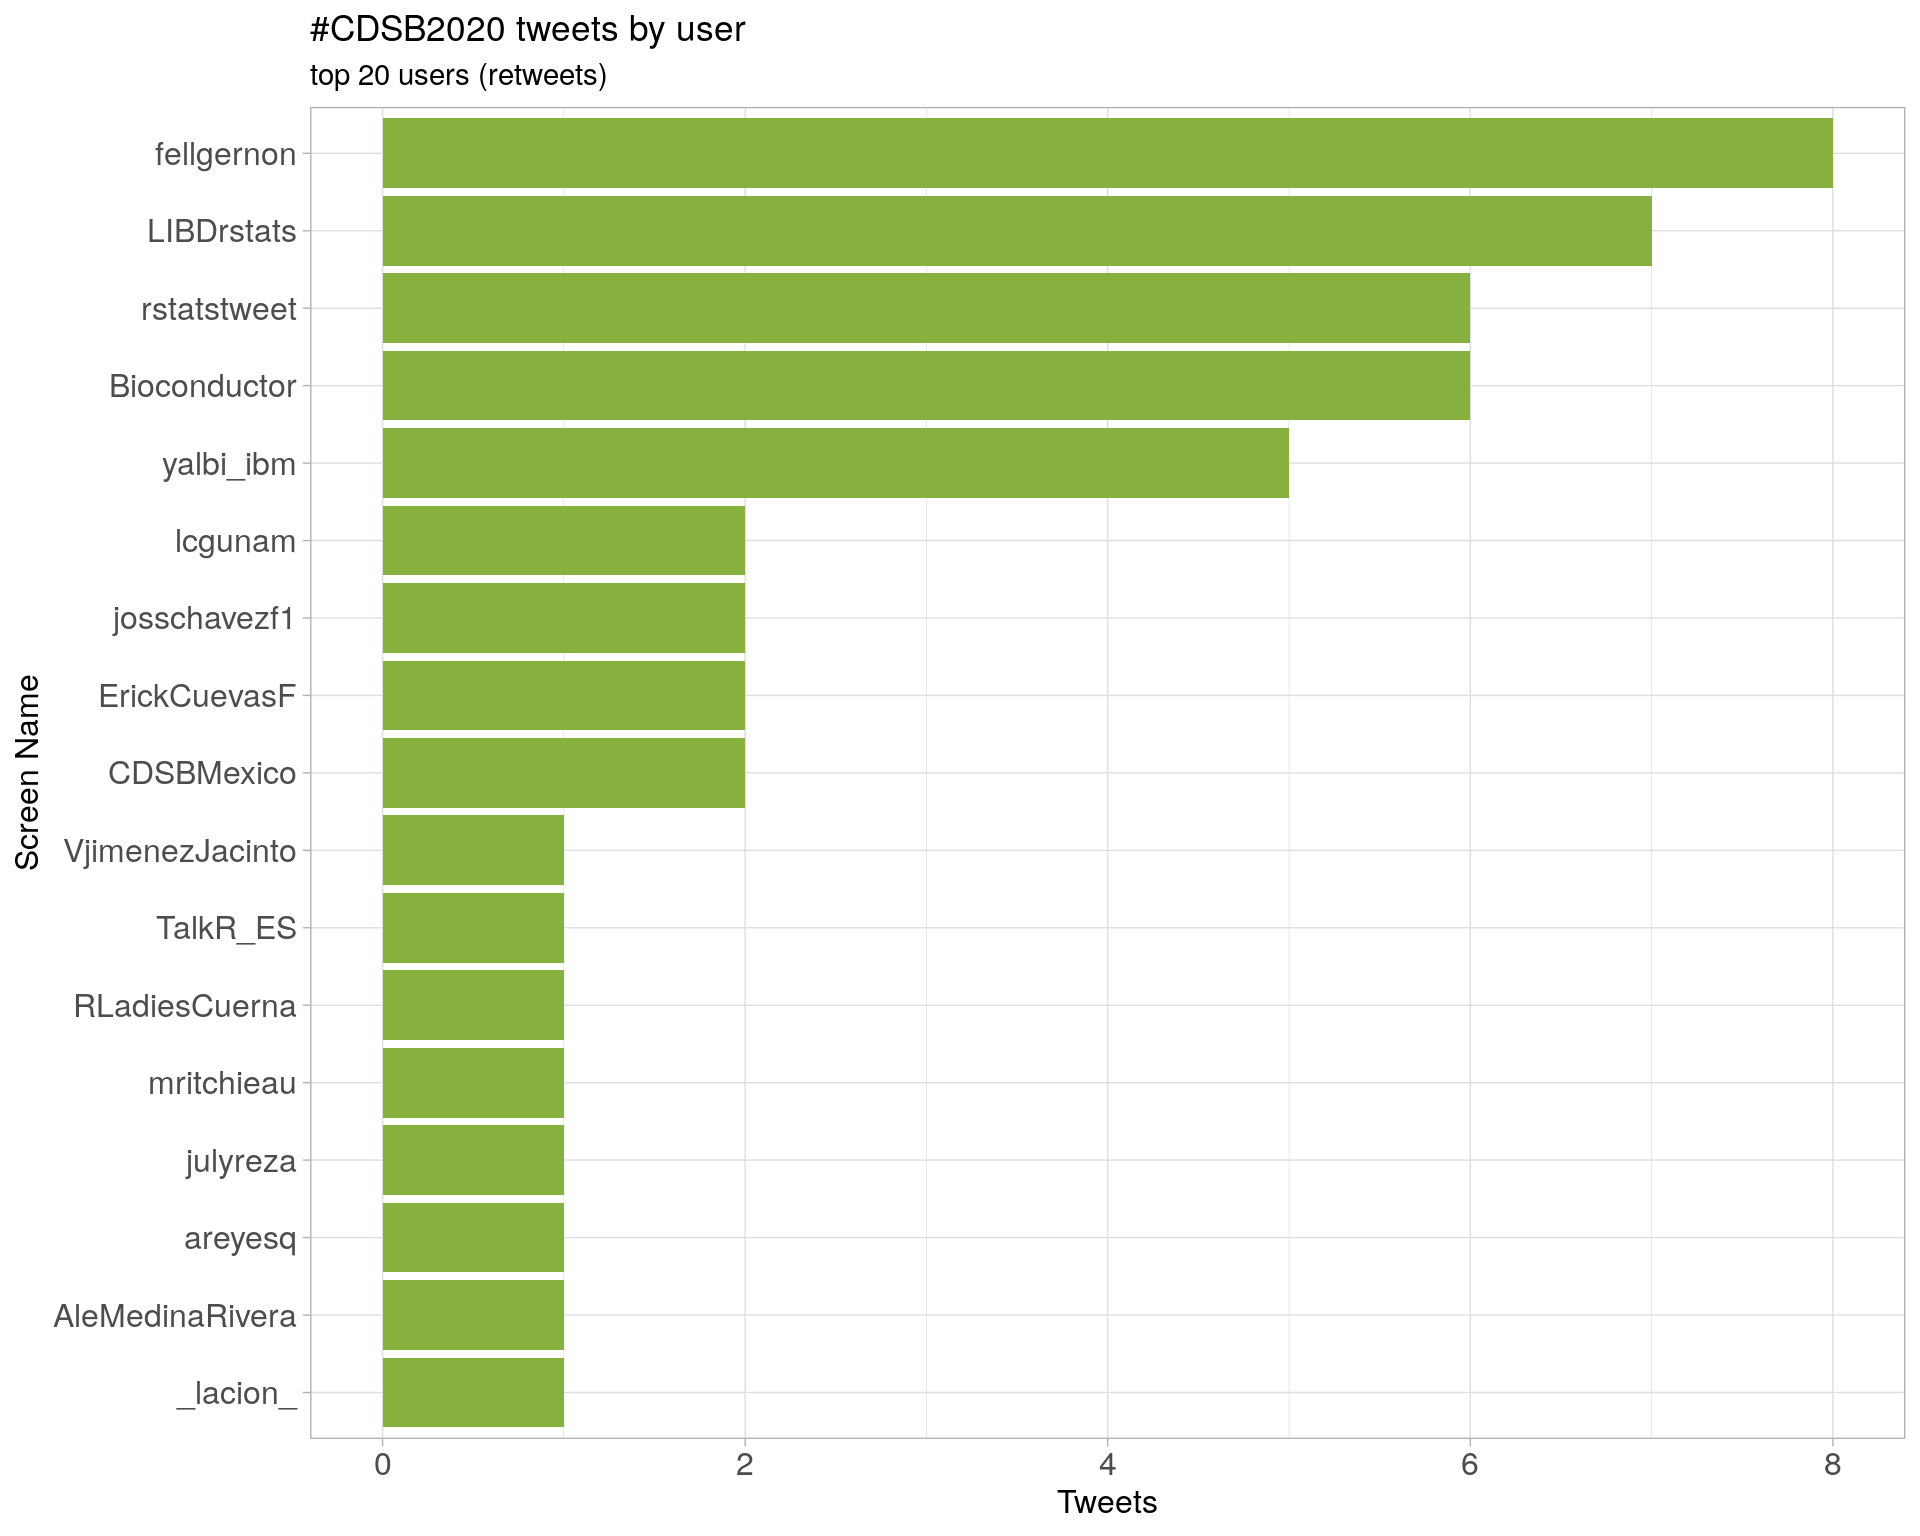 #CDSB2020 tweets by user
top 20 users (retweets)
Screen Name
fellgernon
LIBDrstats
rstatstweet
Bioconductor
yalbi_ibm
lcgunam
josschavezf1
ErickCuevasF
CDSBMexico
VjimenezJacinto
TalkR_ES
RLadiesCuerna
mritchieau
julyreza
areyesq
AleMedinaRivera
_lacion_
0 2 4 6 8
Tweets